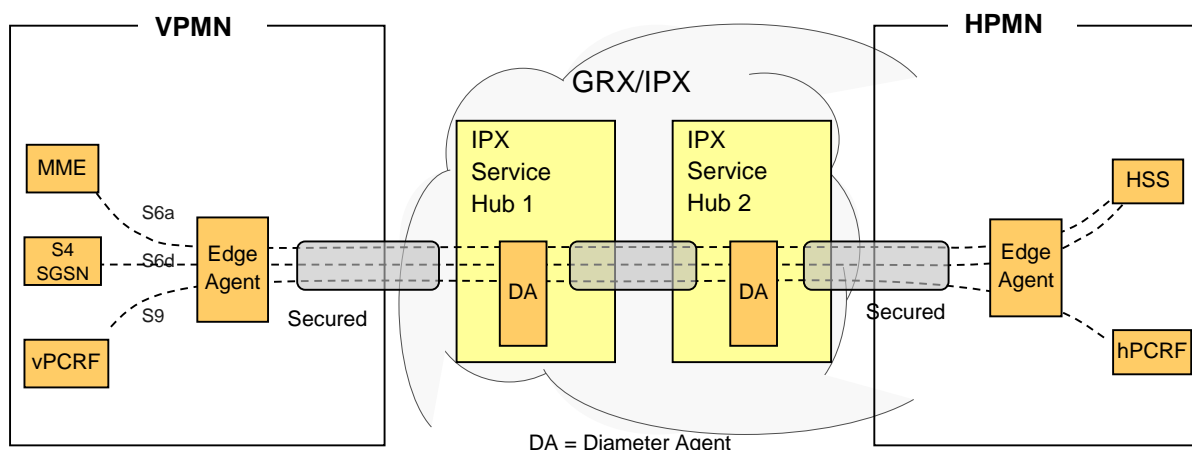 VPMN
HPMN
GRX/IPX
IPX
Service
Hub 1
IPX
Service
Hub 2
MME
S6a
S4
SGSN
S6d
Edge
Agent
S9
vPCRF
Secured
DA
DA
Secured
Edge
Agent
HSS
hPCRF
DA = Diameter Agent